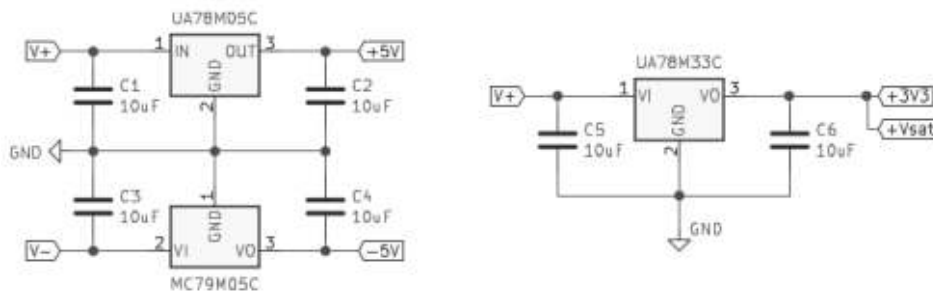 UA78M05C
V+
1
IN
OUT
3
+5V
GND
2
C1
10uF
C2
10uF
GND
C3
10uF
C4
10uF
1
GND
V-
2
VI
VO
3
-5V
MC79M05C
UA78M33C
V+
1
VI
VO
3
+3V3
+Vsat
GND
2
C5
10uF
C6
10uF
GND